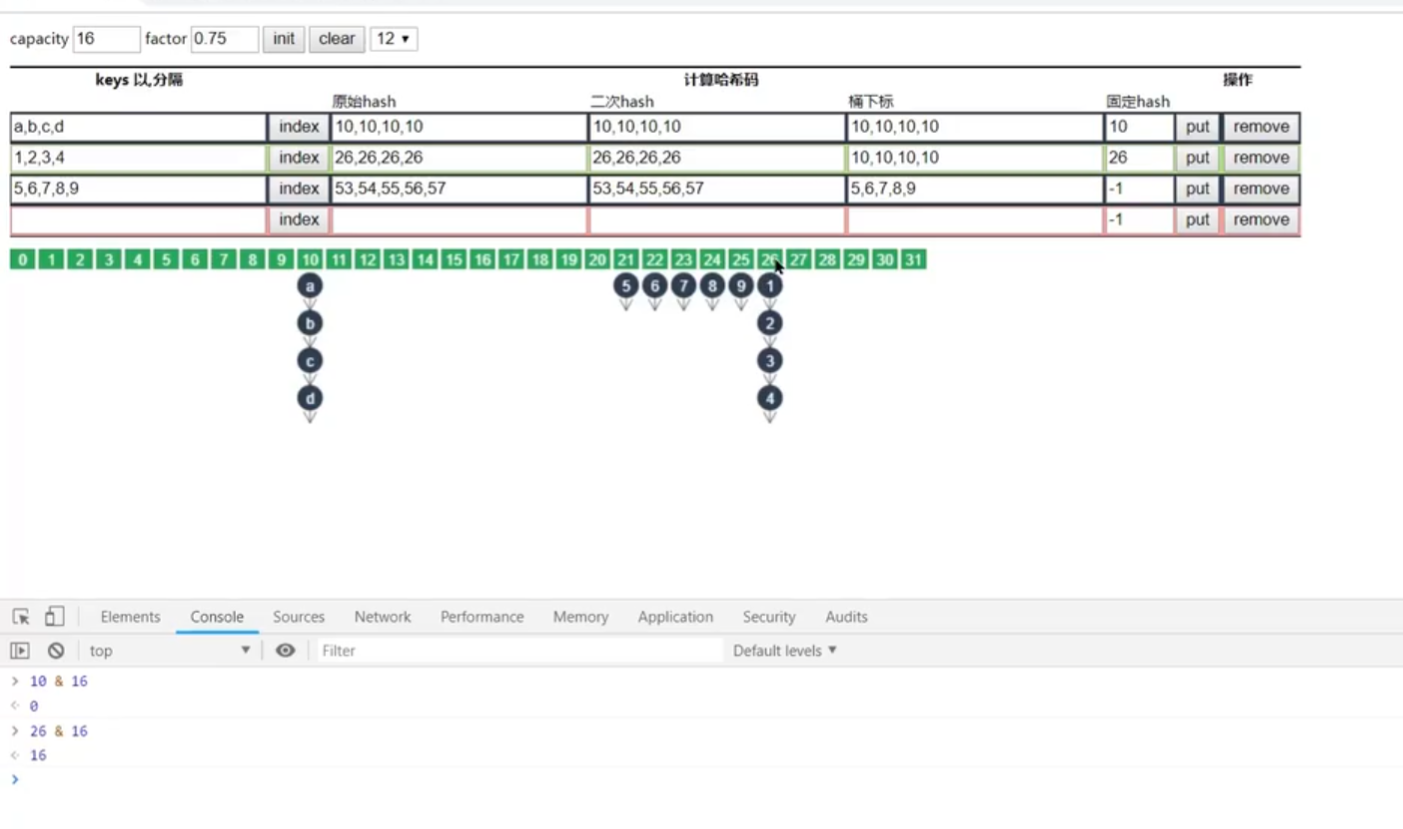 capacity 16 factor 0.75 init clear 12 ▼
keys 以,分隔 计算哈希码 操作
原始hash 二次hash 桶下标 固定hash
a,b,c,d index 10,10,10,10 10,10,10,10 10,10,10,10 10 put remove
1,2,3,4 index 26,26,26,26 26,26,26,26 10,10,10,10 26 put remove
5,6,7,8,9 index 53,54,55,56,57 53,54,55,56,57 5,6,7,8,9 -1 put remove
index -1 put remove
0 1 2 3 4 5 6 7 8 9 10 11 12 13 14 15 16 17 18 19 20 21 22 23 24 25 26 27 28 29 30 31
a 5 6 7 8 9 1
b 2
c 3
d 4
Elements Console Sources Network Performance Memory Application Security Audits
top ▼ Filter Default levels ▼
> 10 & 16
0
> 26 & 16
16
>